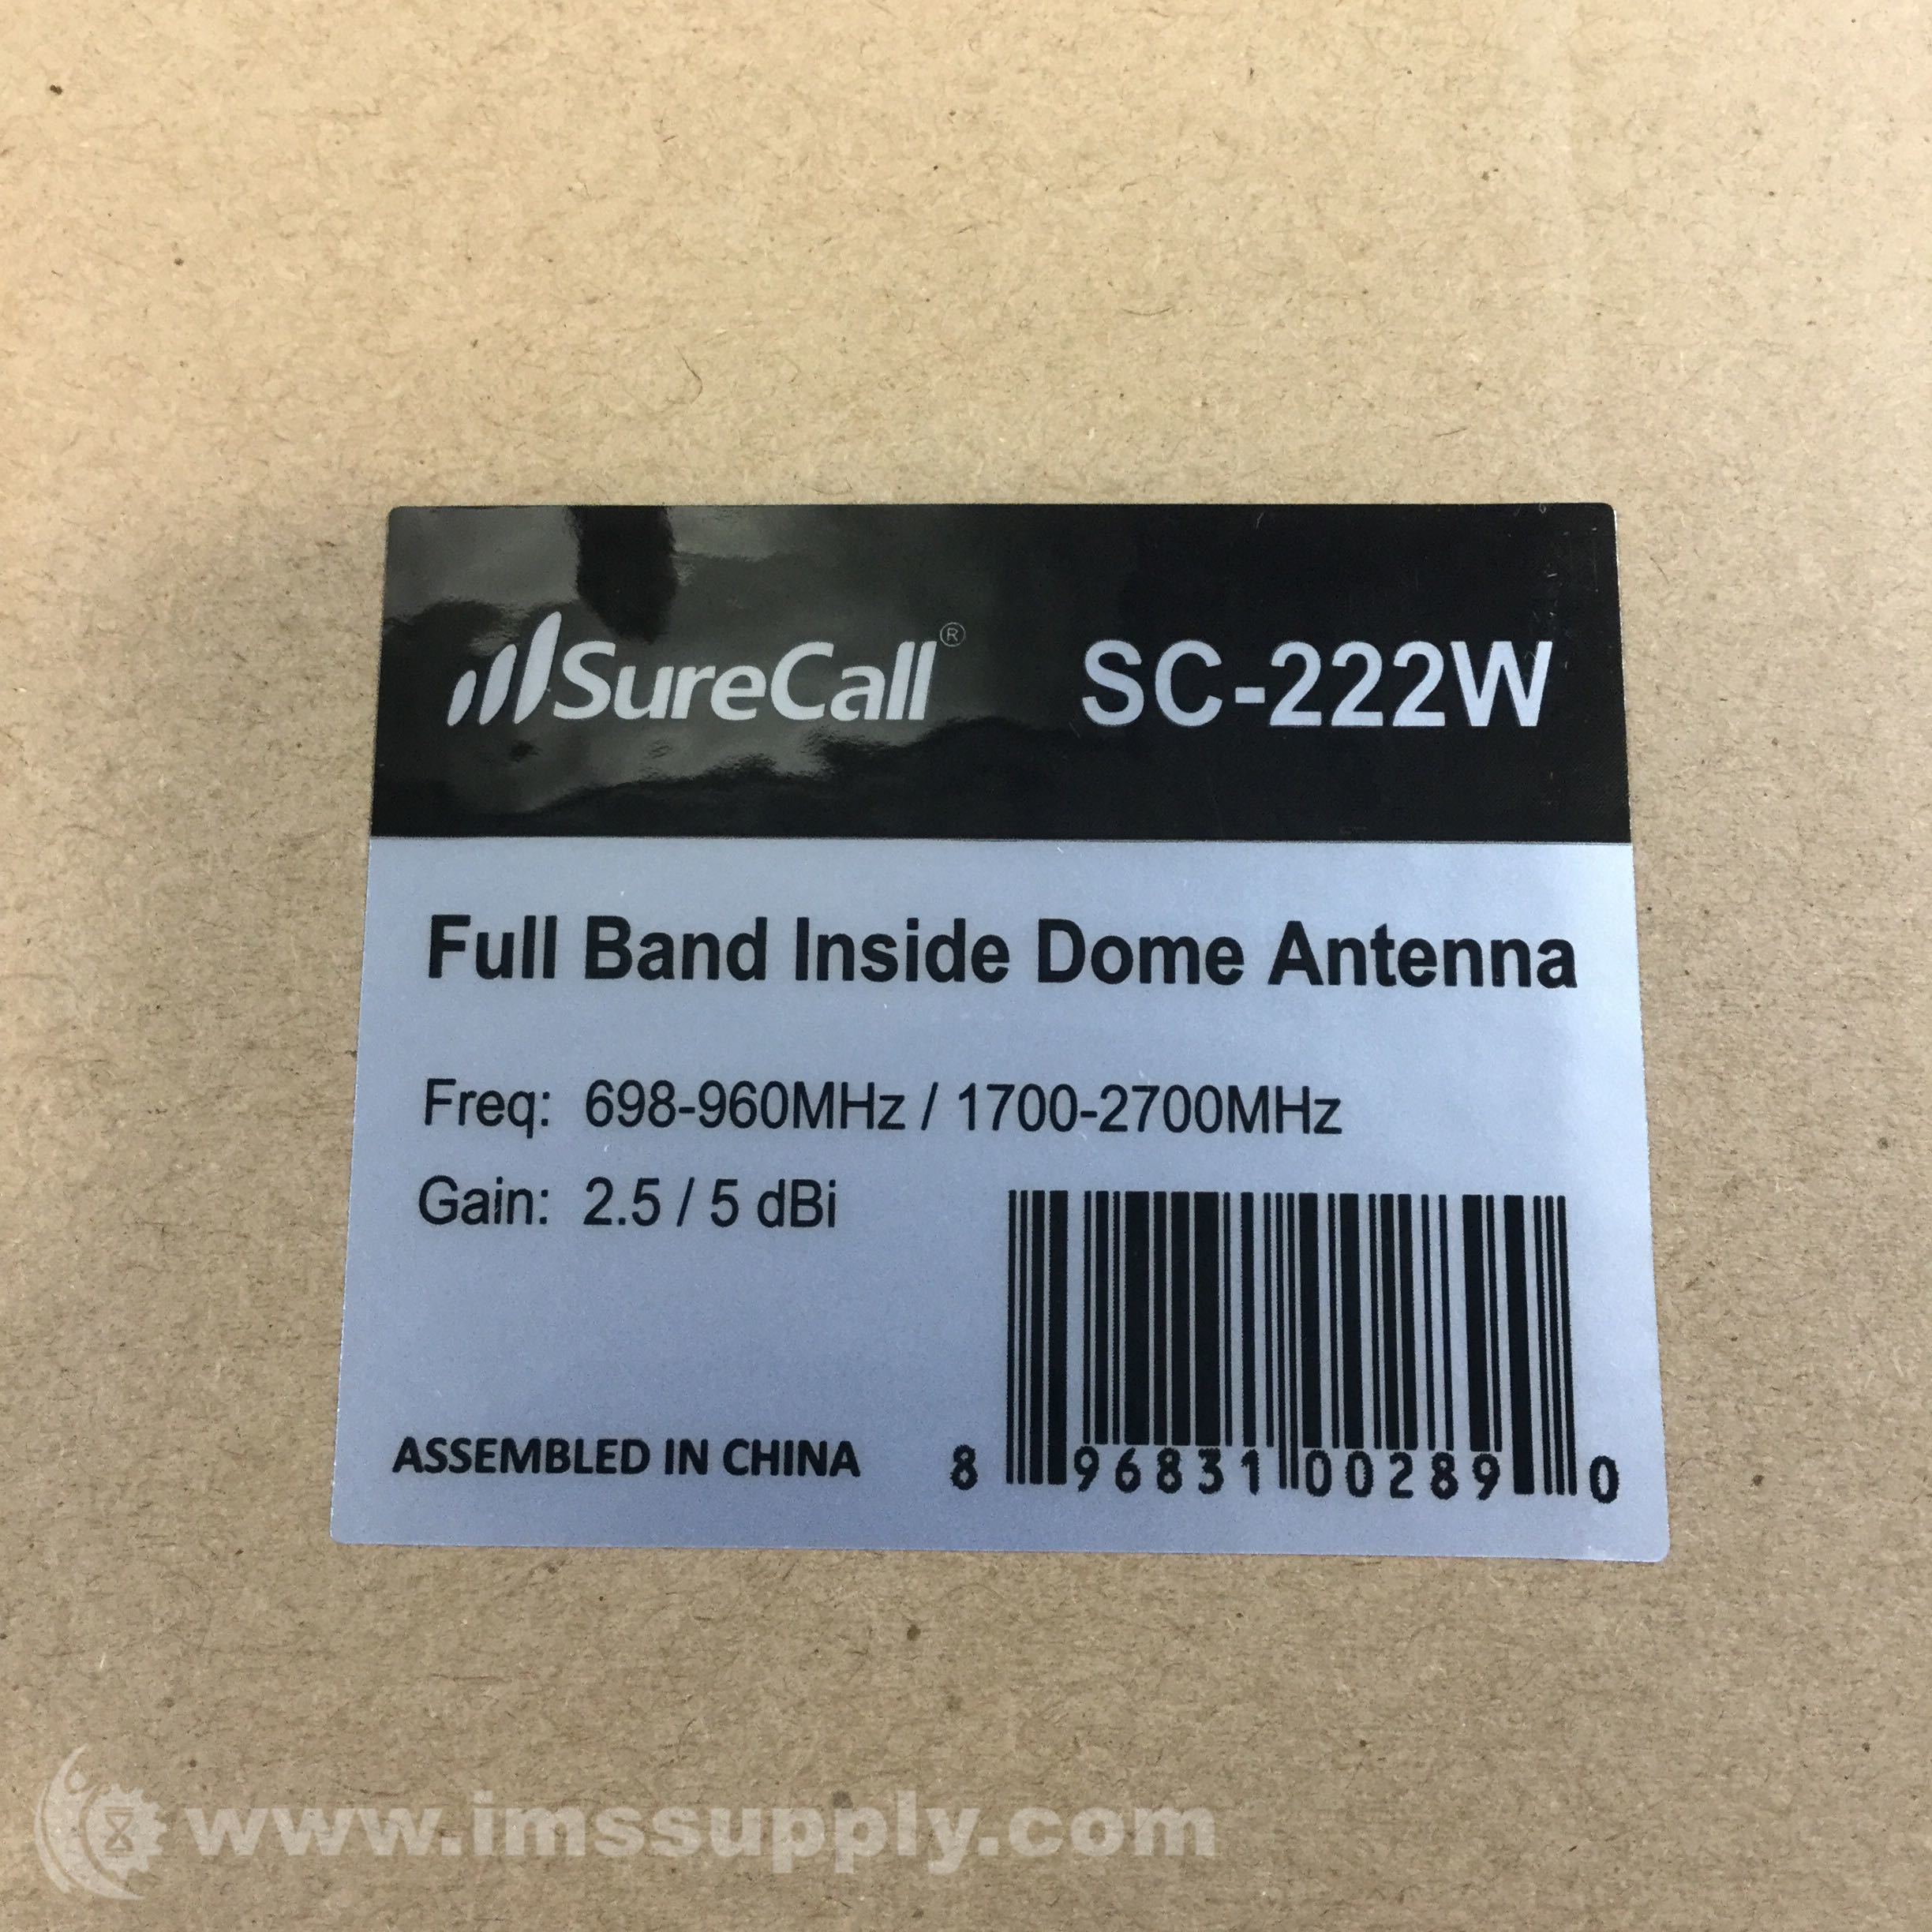 SureCall® SC-222W
Full Band Inside Dome Antenna
Freq: 698-960MHz / 1700-2700MHz
Gain: 2.5 / 5 dBi
ASSEMBLED IN CHINA 8 96831 00289 0
www.imssupply.com